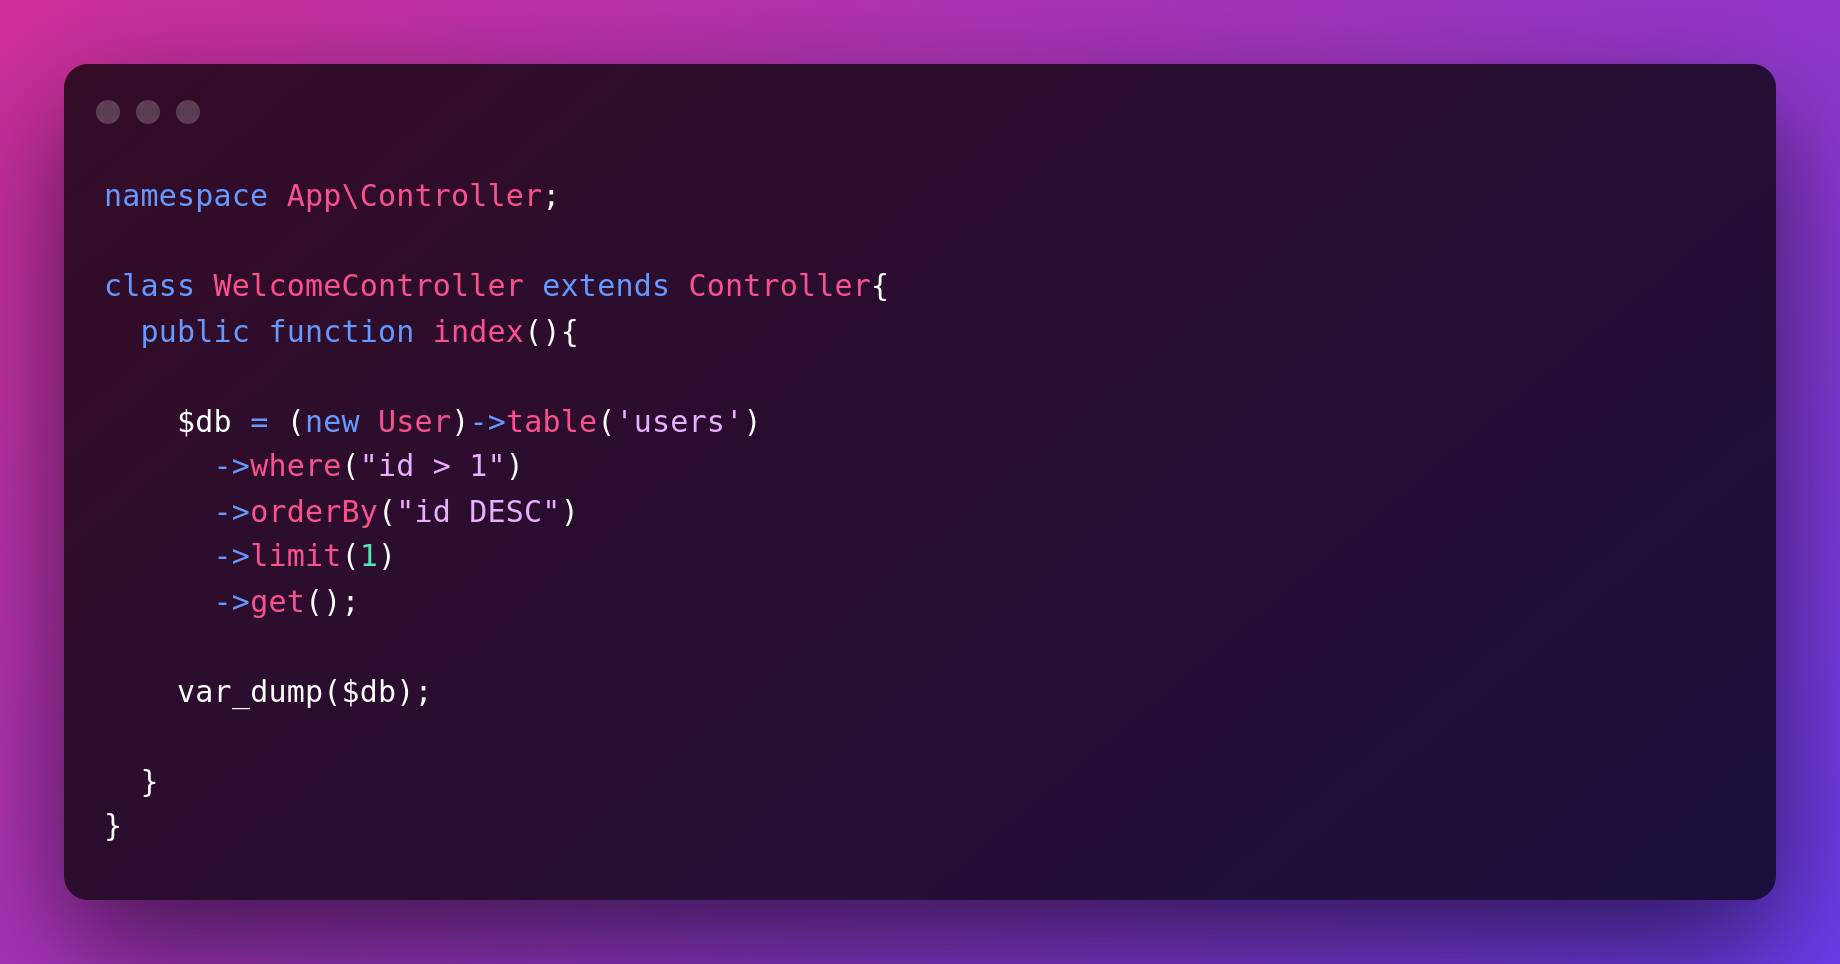 namespace App\Controller;
class WelcomeController extends Controller{
public function index(){
$db = (new User)->table('users')
->where("id > 1")
->orderBy("id DESC")
->limit(1)
->get();
var_dump($db);
}
}